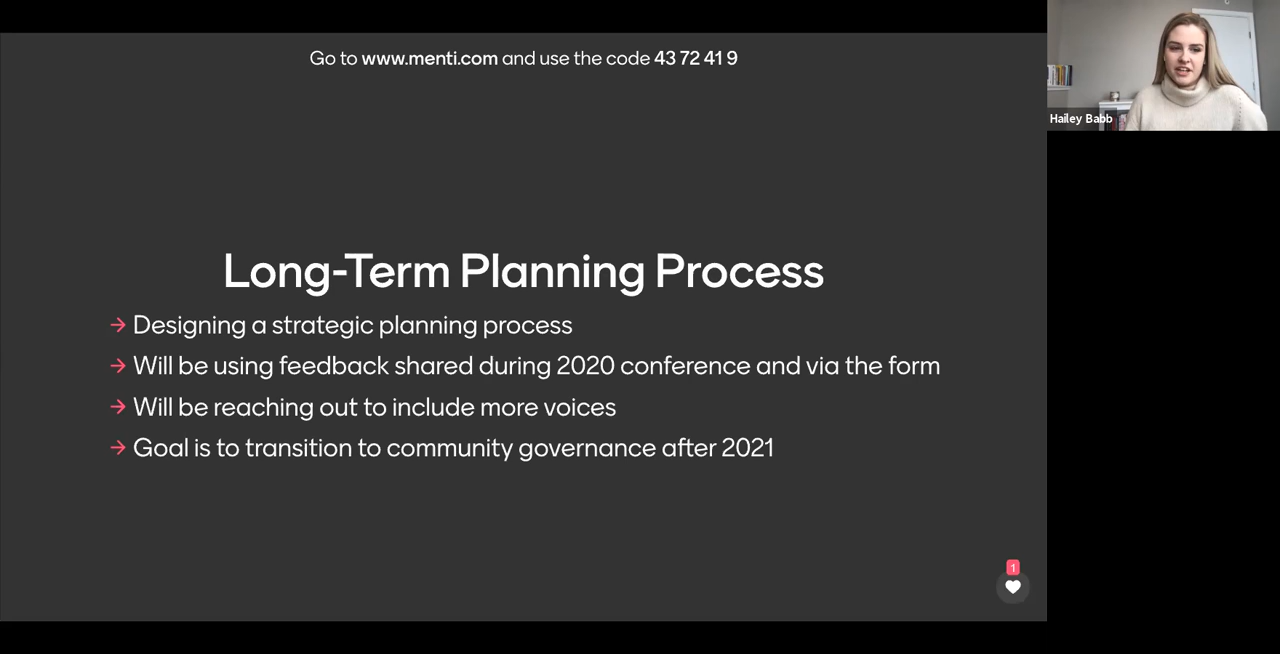 Go to www.menti.com and use the code 43 72 41 9
Hailey Babb
Long-Term Planning Process
→ Designing a strategic planning process
→ Will be using feedback shared during 2020 conference and via the form
→ Will be reaching out to include more voices
→ Goal is to transition to community governance after 2021
1